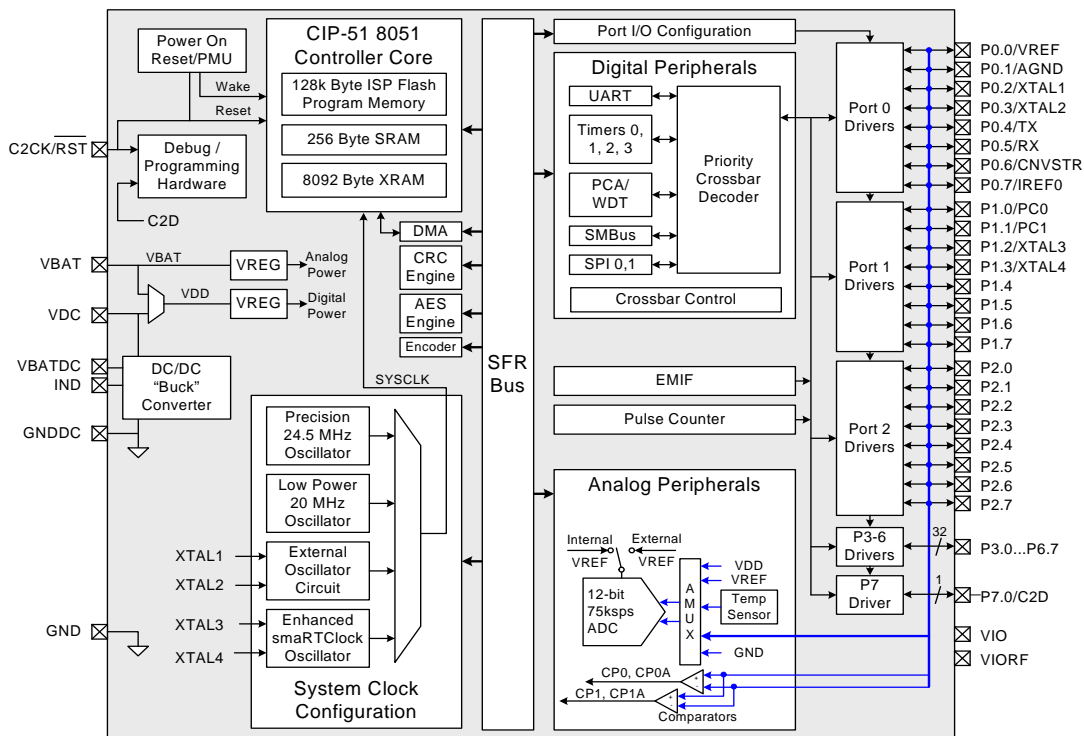 Power On
Reset/PMU
Wake
Reset
C2CK/RST
Debug /
Programming
Hardware
C2D
CIP-51 8051
Controller Core
128k Byte ISP Flash
Program Memory
256 Byte SRAM
8092 Byte XRAM
DMA
CRC
Engine
AES
Engine
Encoder
VBAT
VBAT
VREG
Analog
Power
VDD
VREG
Digital
Power
VDC
VBATDC
IND
DC/DC
“Buck”
Converter
GNDDC
SYSCLK
Precision
24.5 MHz
Oscillator
Low Power
20 MHz
Oscillator
XTAL1
XTAL2
External
Oscillator
Circuit
XTAL3
XTAL4
Enhanced
smaRTClock
Oscillator
GND
System Clock
Configuration
SFR
Bus
Port I/O Configuration
Digital Peripherals
UART
Timers 0,
1, 2, 3
PCA/
WDT
SMBus
SPI 0,1
Priority
Crossbar
Decoder
Crossbar Control
EMIF
Pulse Counter
Analog Peripherals
Internal
VREF
External
VREF
12-bit
75ksps
ADC
A
M
U
X
VDD
VREF
Temp
Sensor
GND
CP0, CP0A
+
-
CP1, CP1A
+
-
Comparators
Port 0
Drivers
Port 1
Drivers
Port 2
Drivers
P3-6
Drivers
P7
Driver
32
1
P0.0/VREF
P0.1/AGND
P0.2/XTAL1
P0.3/XTAL2
P0.4/TX
P0.5/RX
P0.6/CNVSTR
P0.7/IREF0
P1.0/PC0
P1.1/PC1
P1.2/XTAL3
P1.3/XTAL4
P1.4
P1.5
P1.6
P1.7
P2.0
P2.1
P2.2
P2.3
P2.4
P2.5
P2.6
P2.7
P3.0...P6.7
P7.0/C2D
VIO
VIORF